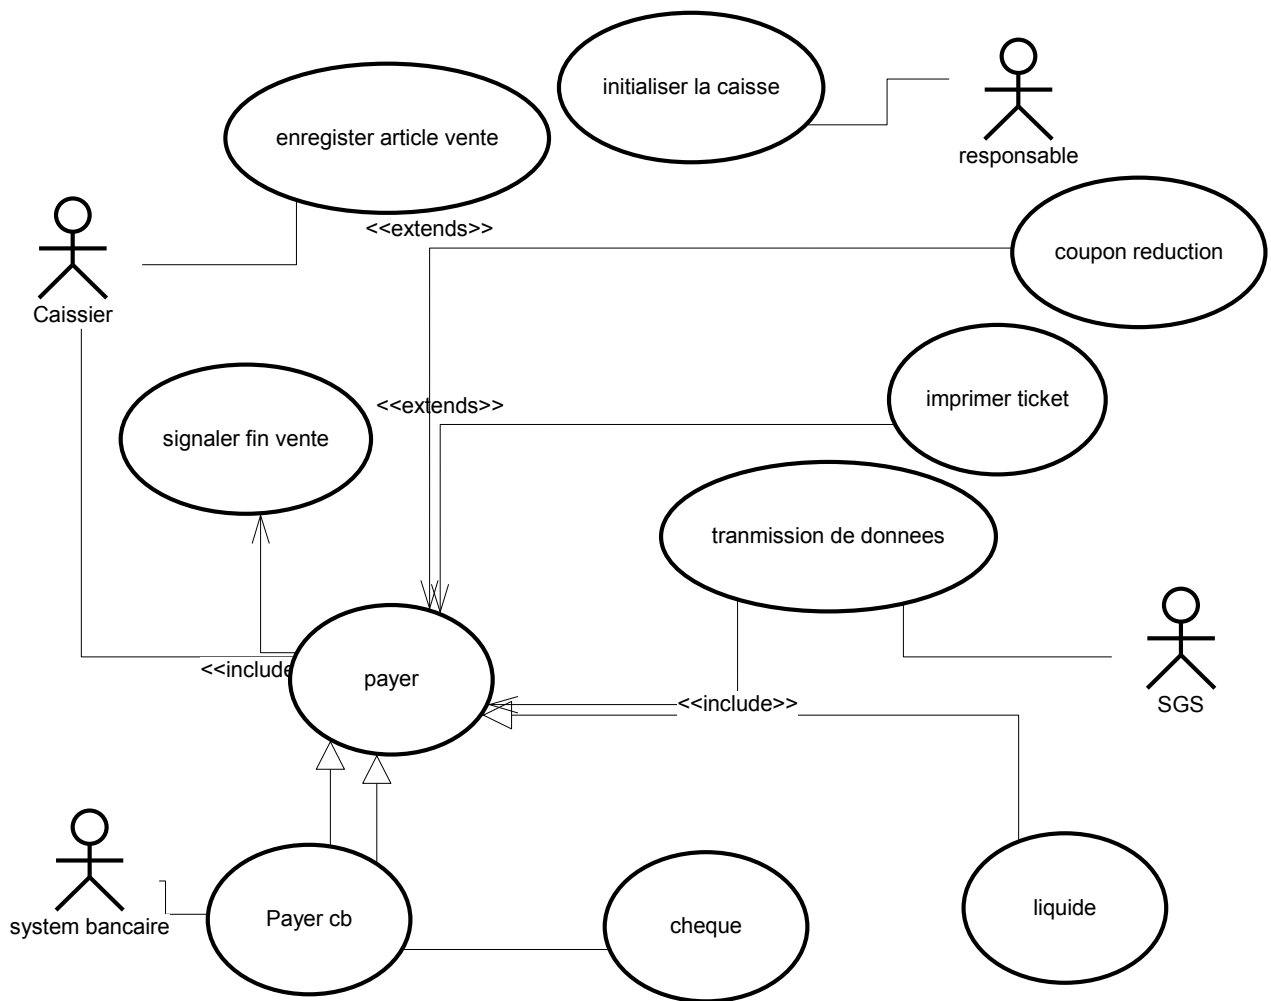 initialiser la caisse
enregister article vente
responsable
<<extends>>
coupon reduction
Caissier
imprimer ticket
<<extends>>
signaler fin vente
tranmission de donnees
<<include
payer
<<include>>
SGS
system bancaire
Payer cb
cheque
liquide